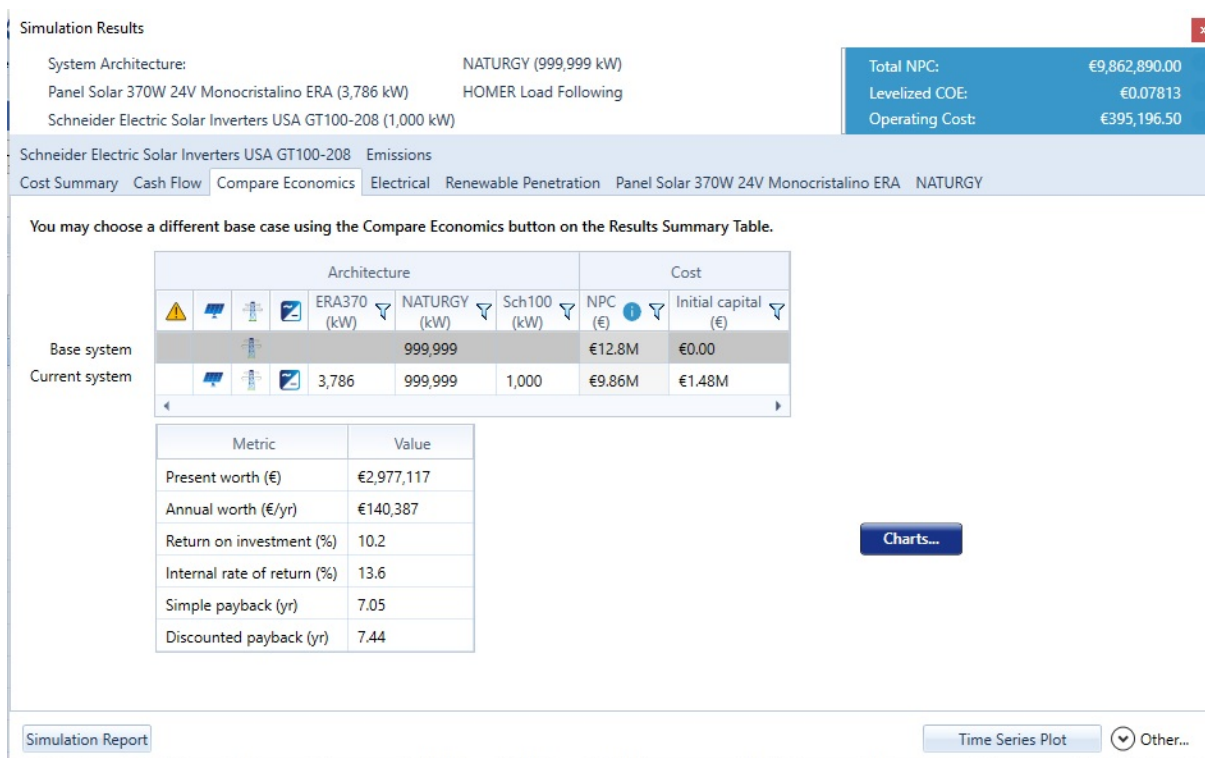 Simulation Results
x
System Architecture:
NATURGY (999,999 kW)
Panel Solar 370W 24V Monocristalino ERA (3,786 kW)
HOMER Load Following
Schneider Electric Solar Inverters USA GT100-208 (1,000 kW)
Total NPC: €9,862,890.00
Levelized COE: €0.07813
Operating Cost: €395,196.50
Schneider Electric Solar Inverters USA GT100-208 Emissions
Cost Summary Cash Flow Compare Economics Electrical Renewable Penetration Panel Solar 370W 24V Monocristalino ERA NATURGY
You may choose a different base case using the Compare Economics button on the Results Summary Table.
Architecture Cost
ERA370 (kW) NATURGY (kW) Sch100 (kW) NPC (€) Initial capital (€)
Base system 999,999 €12.8M €0.00
Current system 3,786 999,999 1,000 €9.86M €1.48M
Metric Value
Present worth (€) €2,977,117
Annual worth (€/yr) €140,387
Return on investment (%) 10.2
Internal rate of return (%) 13.6
Simple payback (yr) 7.05
Discounted payback (yr) 7.44
Charts...
Simulation Report
Time Series Plot
Other...